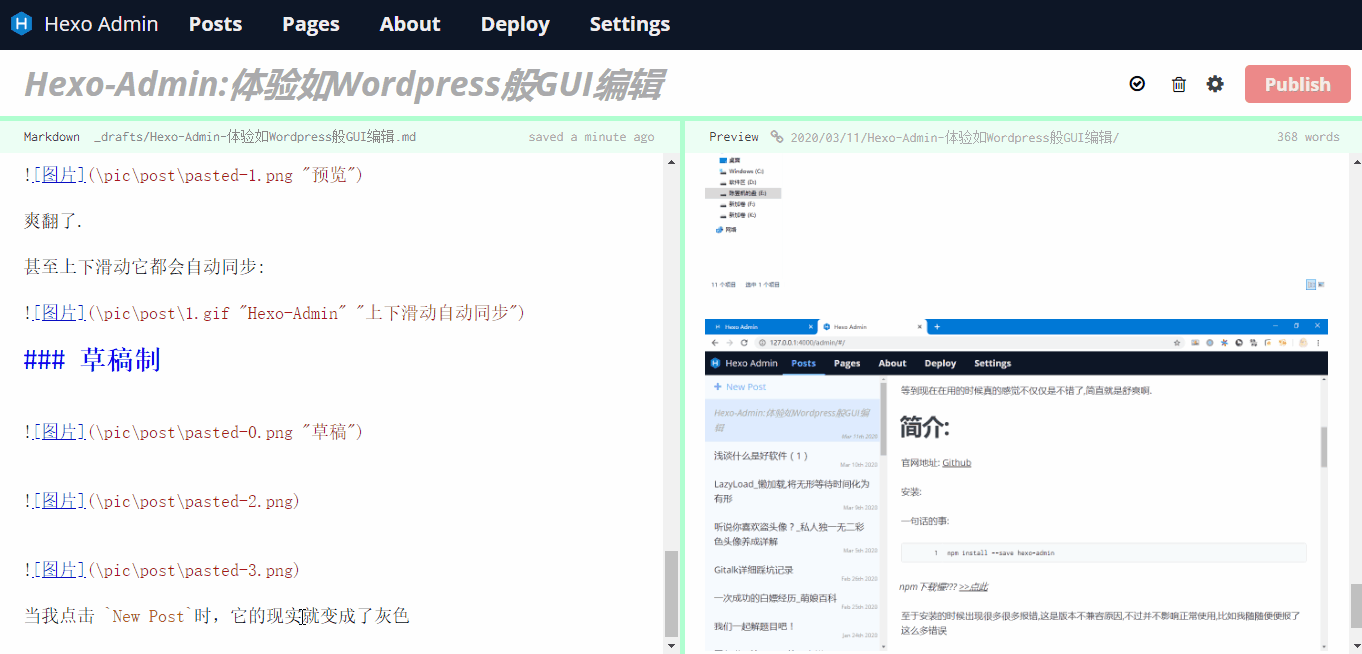 Hexo Admin Posts Pages About Deploy Settings
Hexo-Admin:体验如Wordpress般GUI编辑
Publish
Markdown _drafts/Hexo-Admin-体验如Wordpress般GUI编辑.md saved a minute ago
Preview 2020/03/11/Hexo-Admin-体验如Wordpress般GUI编辑/ 368 words
![图片](\pic\post\pasted-1.png "预览")
爽翻了.
甚至上下滑动它都会自动同步:
![图片](\pic\post\1.gif "Hexo-Admin" "上下滑动自动同步")
### 草稿制
![图片](\pic\post\pasted-0.png "草稿")
![图片](\pic\post\pasted-2.png)
![图片](\pic\post\pasted-3.png)
当我点击 `New Post`时，它的现实就变成了灰色
桌面
Windows (C:)
软件区 (D:)
(E:)
新加卷 (F:)
新加卷 (K:)
网络
11 个项目 选中 1 个项目
Hexo Admin Hexo Admin
127.0.0.1:4000/admin/#/
Hexo Admin Posts Pages About Deploy Settings
+ New Post
Hexo-Admin:体验如Wordpress般GUI编辑
Mar 11th 2020
浅谈什么是好软件（1）
Mar 10th 2020
LazyLoad_懒加载,将无形等待时间化为
有形
Mar 9th 2020
听说你喜欢盗头像？_私人独一无二彩
色头像养成详解
Mar 5th 2020
Gitalk详细踩坑记录
Feb 26th 2020
一次成功的白嫖经历_萌娘百科
Feb 25th 2020
我们一起解题目吧！
Jan 24th 2020
等到现在在用的时候真的感觉不仅仅是不错了,简直就是舒爽啊.
简介:
官网地址: Github
安装:
一句话的事:
1 npm install --save hexo-admin
npm下载慢??? >>点此
至于安装的时候出现很多很多报错,这是版本不兼容原因,不过并不影响正常使用,比如我随随便便报了
这么多错误